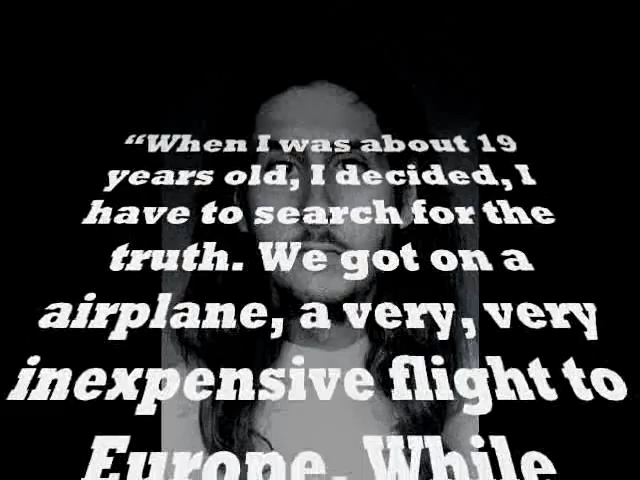 “When I was about 19
years old, I decided, I
have to search for the
truth. We got on a
airplane, a very, very
inexpensive flight to
Europe. While